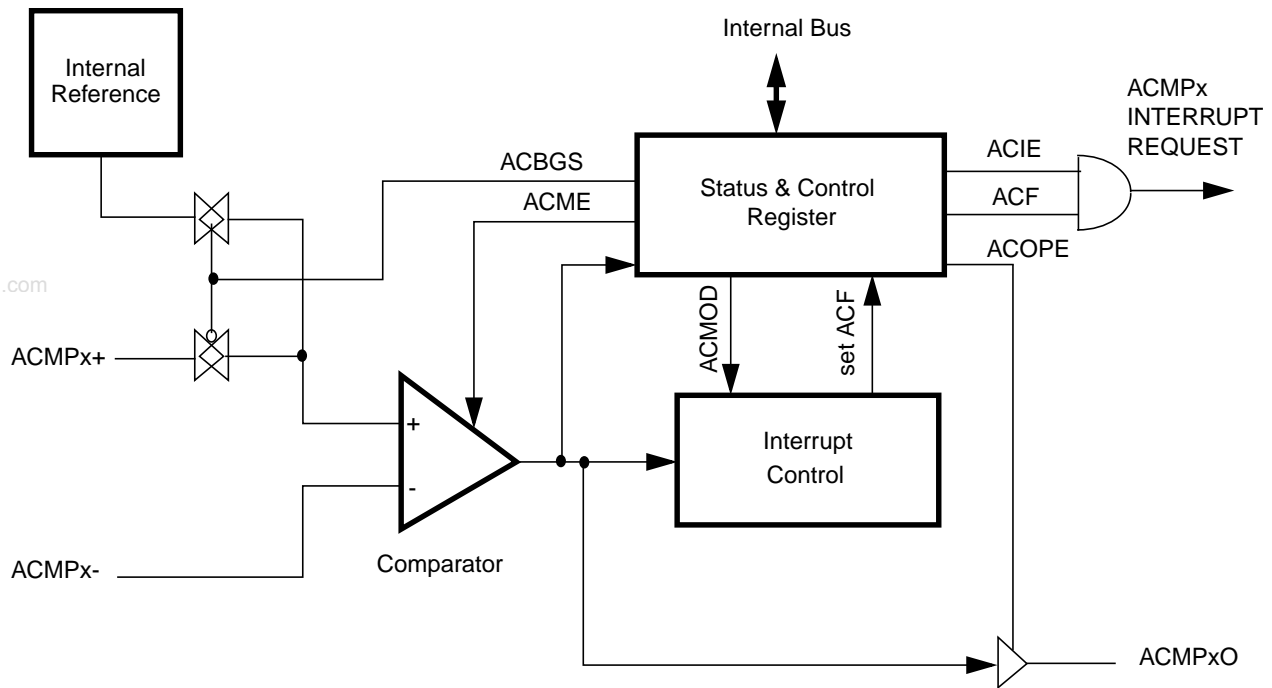 Internal Bus
Internal
Reference
ACMPx
INTERRUPT
REQUEST
ACBGS
ACME
Status & Control
Register
ACIE
ACF
ACOPE
.com
ACMOD
set ACF
ACMPx+
+
-
Interrupt
Control
Comparator
ACMPx-
ACMPxO